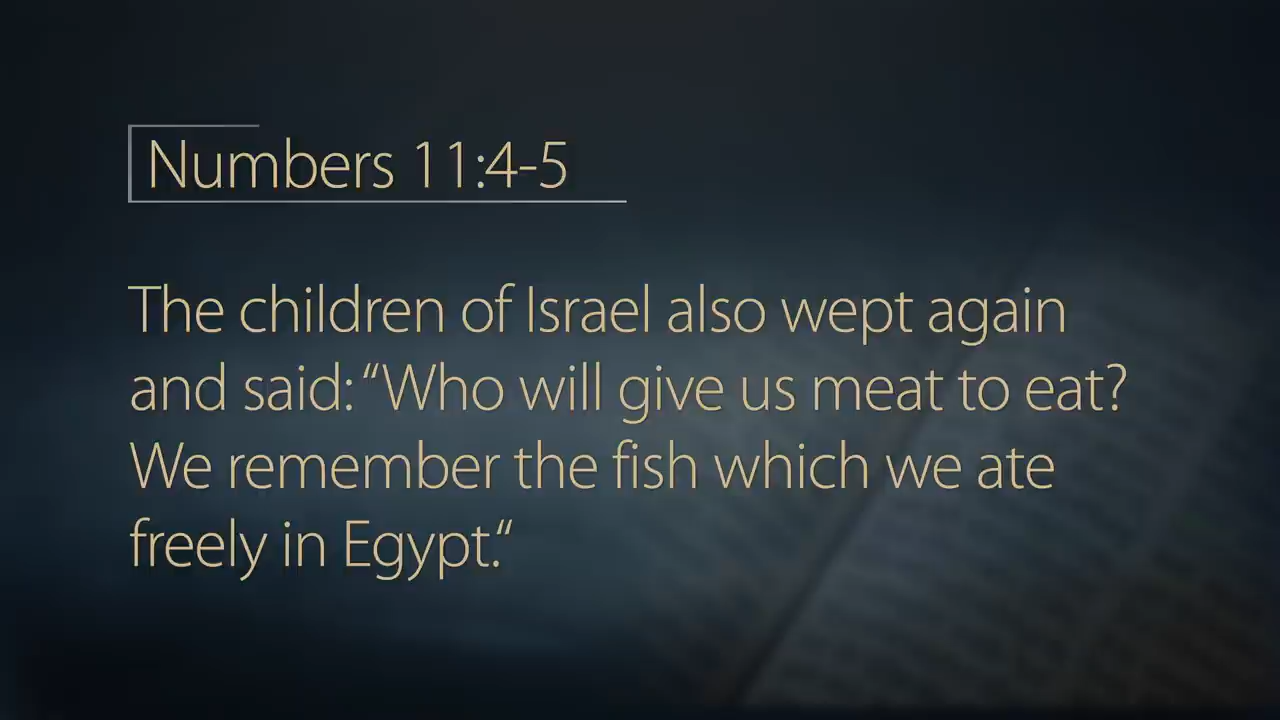 Numbers 11:4-5
The children of Israel also wept again
and said: “Who will give us meat to eat?
We remember the fish which we ate
freely in Egypt.“